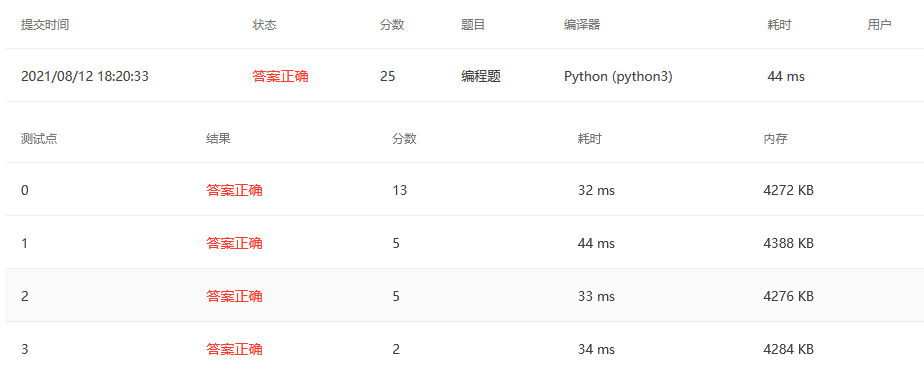 提交时间 状态 分数 题目 编译器 耗时 用户
2021/08/12 18:20:33 答案正确 25 编程题 Python (python3) 44 ms
测试点 结果 分数 耗时 内存
0 答案正确 13 32 ms 4272 KB
1 答案正确 5 44 ms 4388 KB
2 答案正确 5 33 ms 4276 KB
3 答案正确 2 34 ms 4284 KB